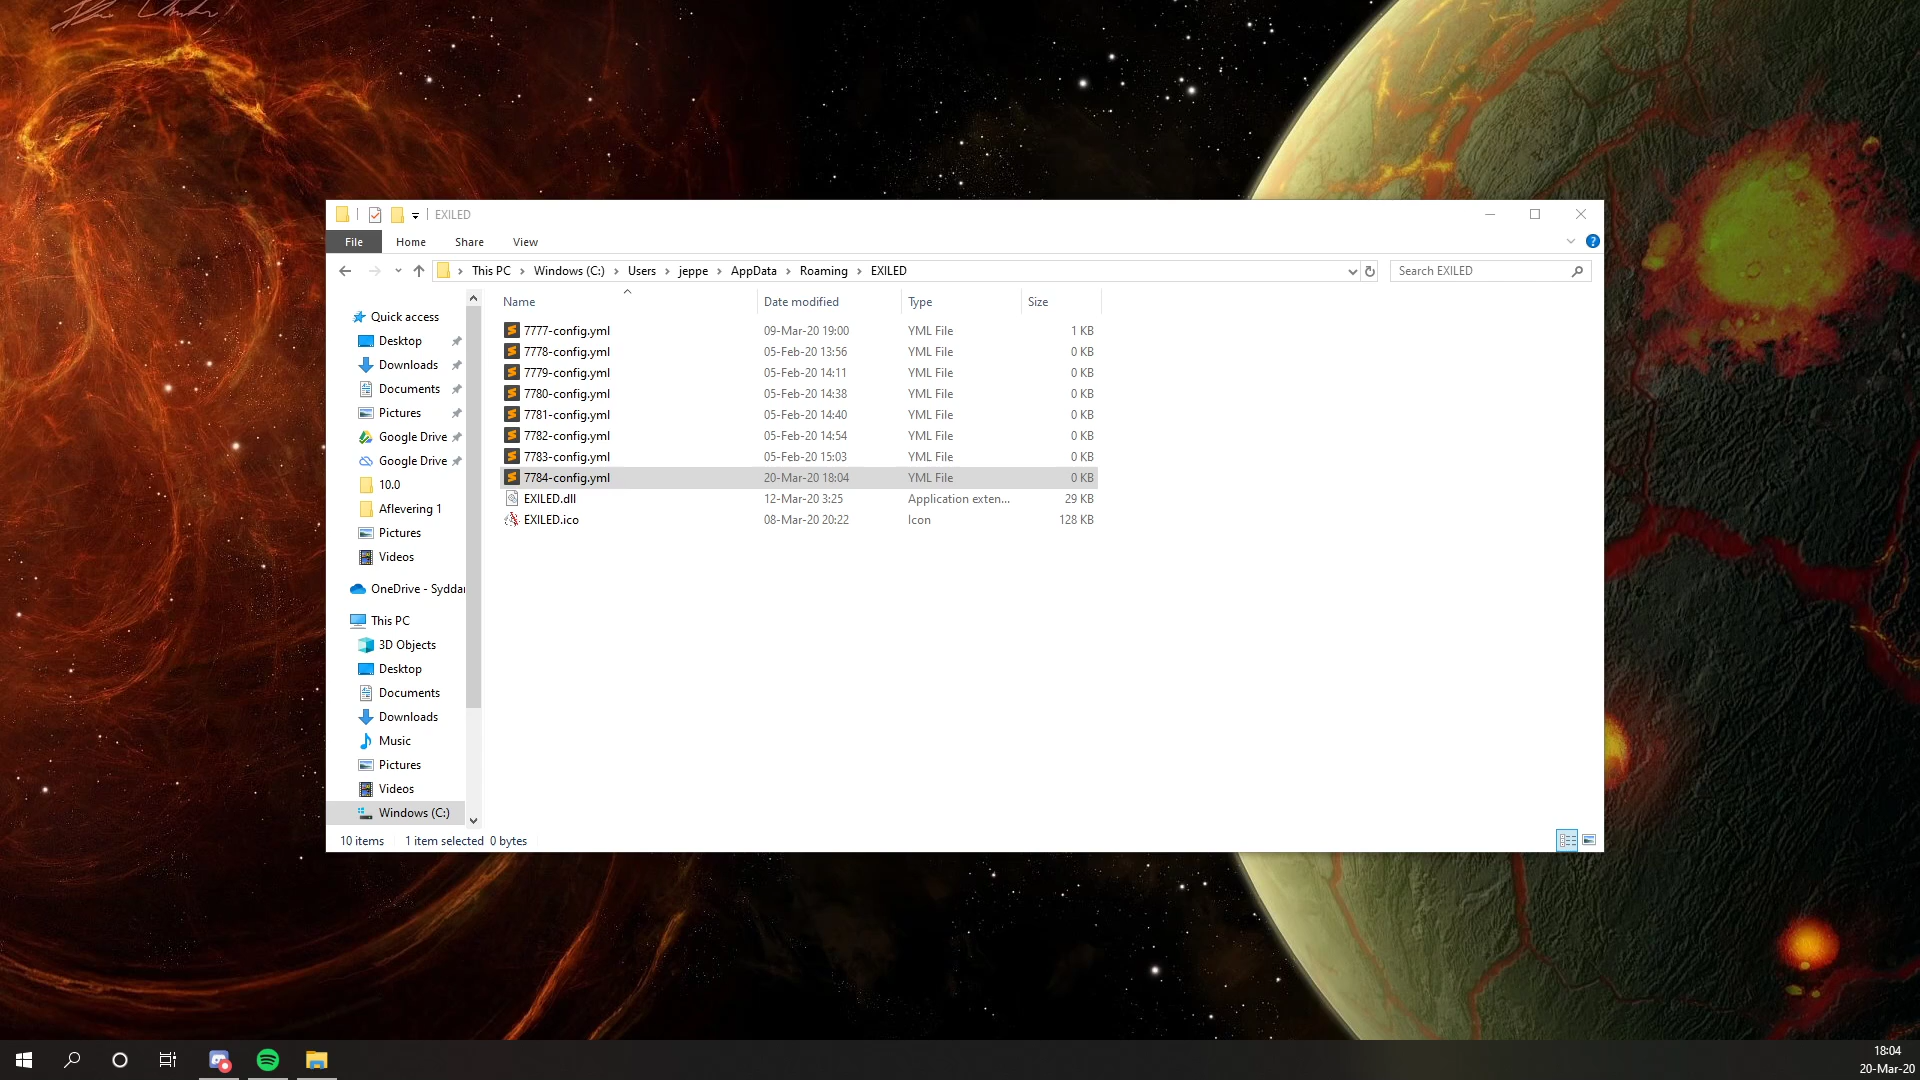 EXILED
File Home Share View
This PC Windows (C:) Users jeppe AppData Roaming EXILED
Search EXILED
Name Date modified Type Size
7777-config.yml 09-Mar-20 19:00 YML File 1 KB
7778-config.yml 05-Feb-20 13:56 YML File 0 KB
7779-config.yml 05-Feb-20 14:11 YML File 0 KB
7780-config.yml 05-Feb-20 14:38 YML File 0 KB
7781-config.yml 05-Feb-20 14:40 YML File 0 KB
7782-config.yml 05-Feb-20 14:54 YML File 0 KB
7783-config.yml 05-Feb-20 15:03 YML File 0 KB
7784-config.yml 20-Mar-20 18:04 YML File 0 KB
EXILED.dll 12-Mar-20 3:25 Application exten... 29 KB
EXILED.ico 08-Mar-20 20:22 Icon 128 KB
Quick access
Desktop
Downloads
Documents
Pictures
Google Drive
Google Drive
10.0
Aflevering 1
Pictures
Videos
OneDrive - Syddar
This PC
3D Objects
Desktop
Documents
Downloads
Music
Pictures
Videos
Windows (C:)
10 items 1 item selected 0 bytes
18:04
20-Mar-20